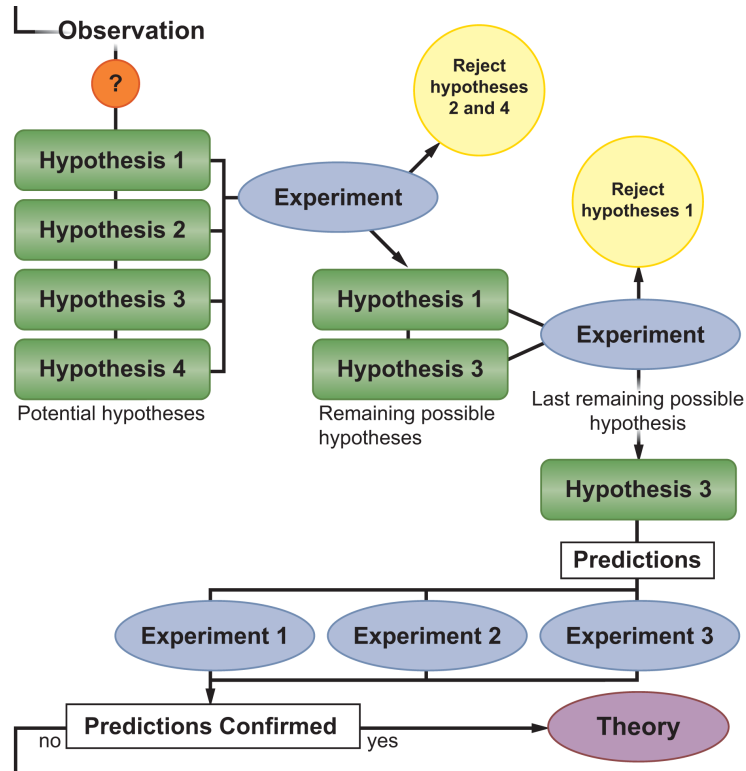 Observation
?
Reject
hypotheses
2 and 4
Hypothesis 1
Hypothesis 2
Hypothesis 3
Hypothesis 4
Potential hypotheses
Experiment
Reject
hypotheses 1
Hypothesis 1
Hypothesis 3
Remaining possible
hypotheses
Experiment
Last remaining possible
hypothesis
Hypothesis 3
Predictions
Experiment 1
Experiment 2
Experiment 3
Predictions Confirmed
no
yes
Theory